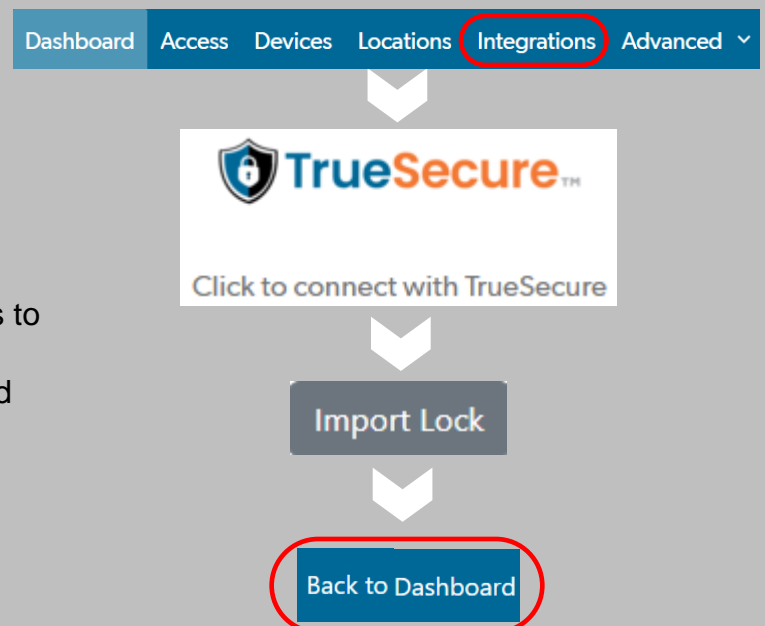 Dashboard Access Devices Locations Integrations Advanced
TrueSecure™
Click to connect with TrueSecure
to
Import Lock
Back to Dashboard